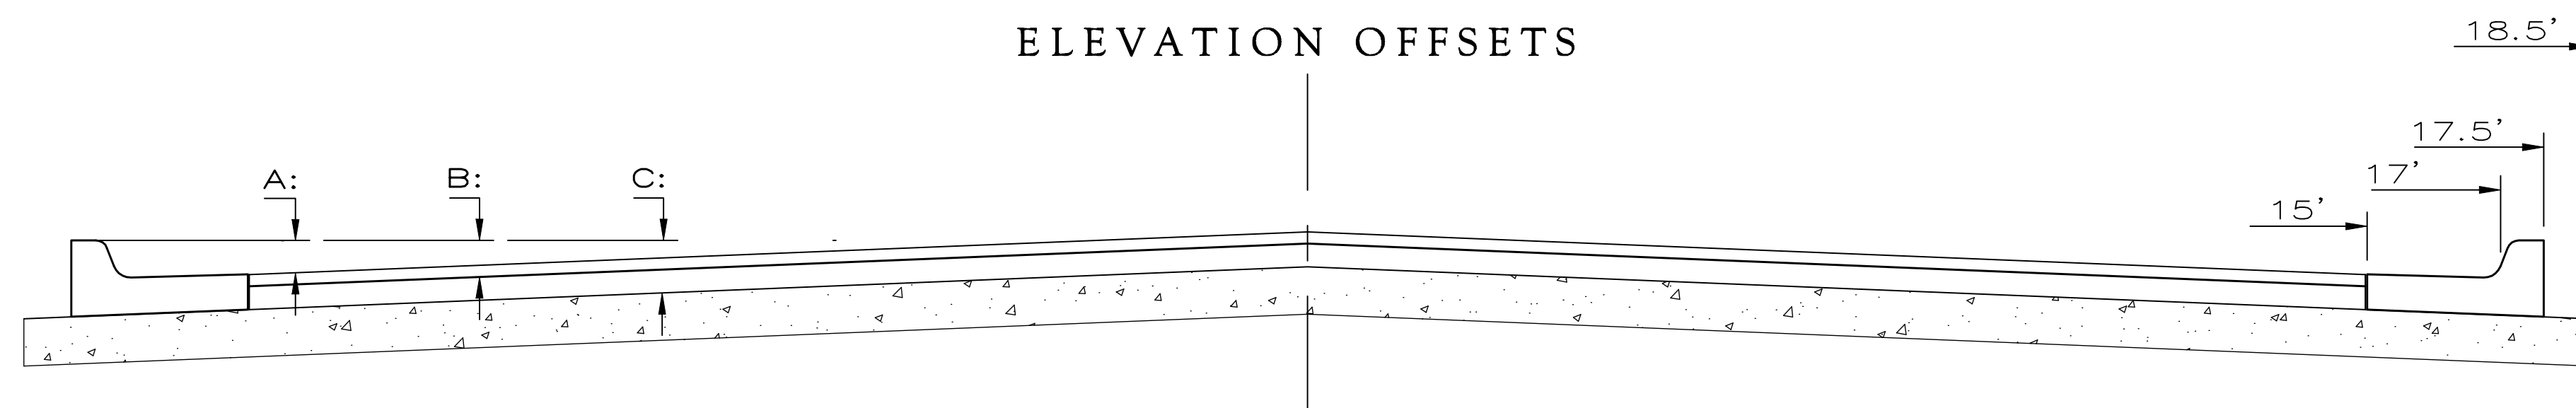 ELEVATION OFFSETS
18.5’
17.5’
17’
15’
A:
B:
C: